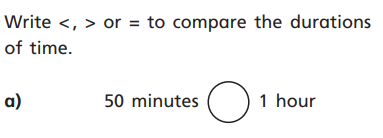 Write <, > or = to compare the durations
of time.
a) 50 minutes 1 hour